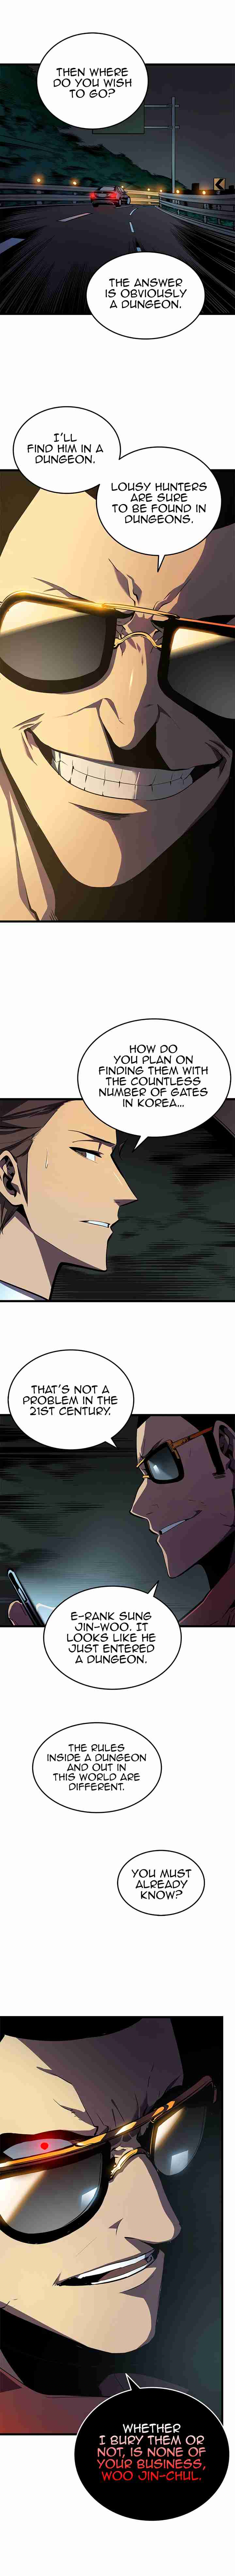 THEN WHERE
DO YOU WISH
TO GO?
THE ANSWER
IS OBVIOUSLY
A DUNGEON.
I'LL
FIND HIM IN A
DUNGEON.
LOUSY HUNTERS
ARE SURE
TO BE FOUND IN
DUNGEONS.
HOW DO
YOU PLAN ON
FINDING THEM WITH
THE COUNTLESS
NUMBER OF GATES
IN KOREA...
THAT'S NOT A
PROBLEM IN THE
21ST CENTURY.
E-RANK SUNG
JIN-WOO. IT
LOOKS LIKE HE
JUST ENTERED
A DUNGEON.
THE RULES
INSIDE A DUNGEON
AND OUT IN
THIS WORLD ARE
DIFFERENT.
YOU MUST
ALREADY
KNOW?
WHETHER
I BURY THEM OR
NOT, IS NONE OF
YOUR BUSINESS,
WOO JIN-CHUL.